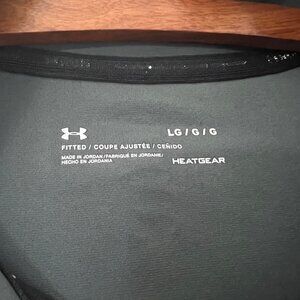 LG / G / G
FITTED / COUPE AJUSTÉE / CEÑIDO
MADE IN JORDAN / FABRIQUÉ EN JORDANIE /
HECHO EN JORDANIA
HEATGEAR